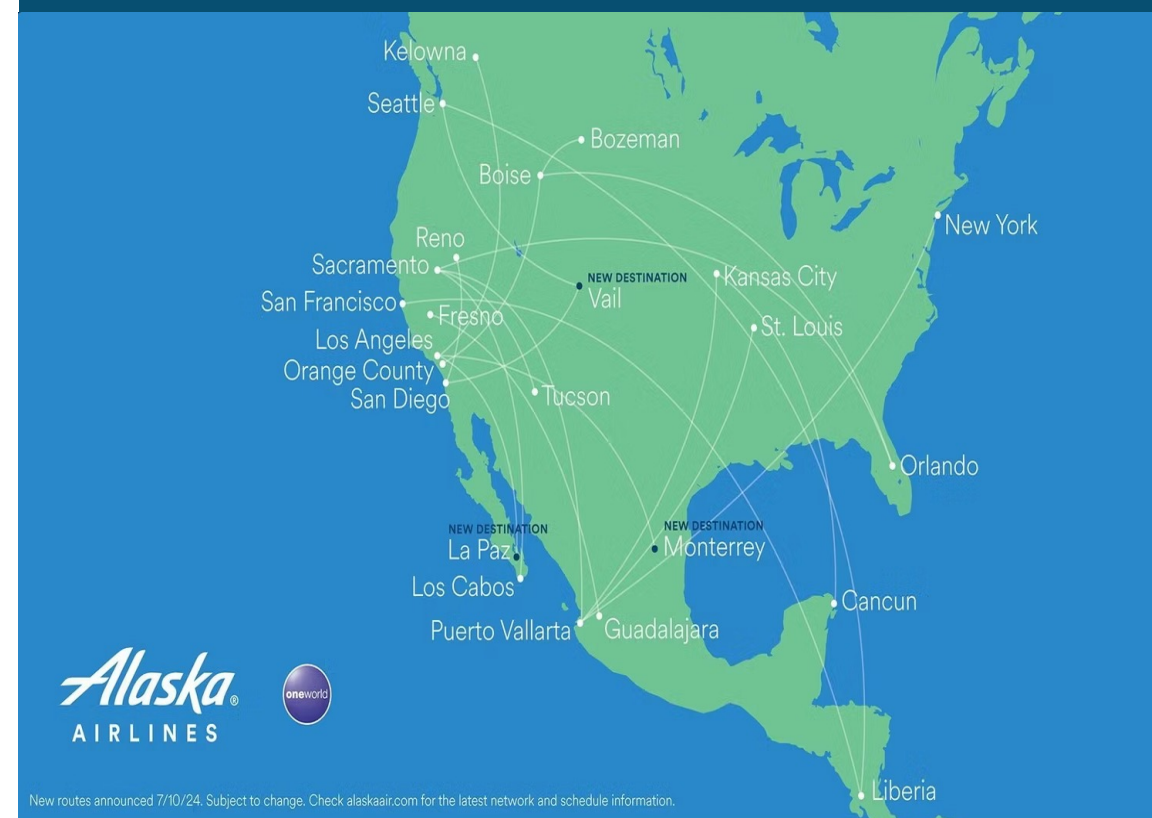 Kelowna
Seattle
Bozeman
Boise
New York
Reno
Sacramento
NEW DESTINATION
Vail
Kansas City
San Francisco
Fresno
St. Louis
Los Angeles
Orange County
San Diego
Tucson
Orlando
NEW DESTINATION
La Paz
NEW DESTINATION
Monterrey
Los Cabos
Cancun
Puerto Vallarta
Guadalajara
Alaska®
AIRLINES
oneworld
Liberia
New routes announced 7/10/24. Subject to change. Check alaskaair.com for the latest network and schedule information.